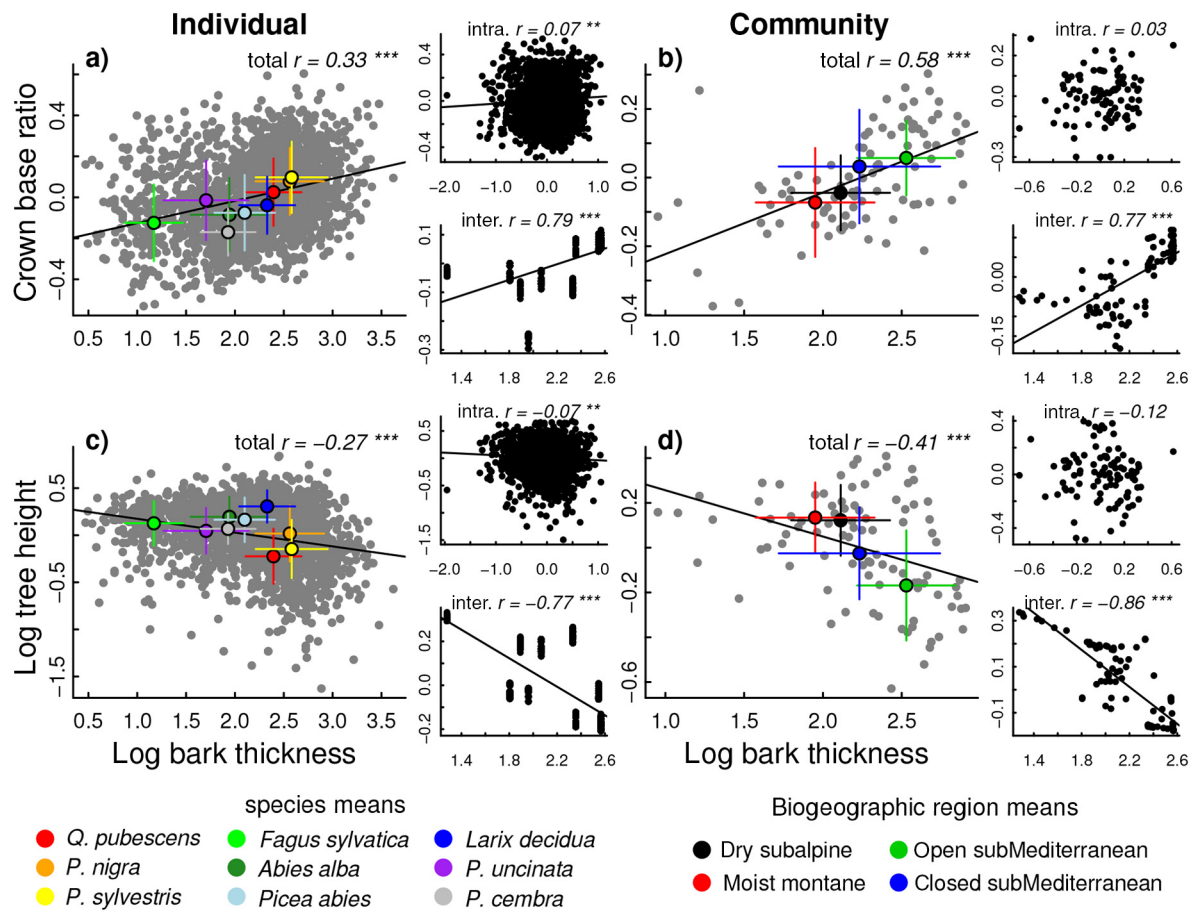 Individual
Community
a)
total r = 0.33 ***
intra. r = 0.07 **
inter. r = 0.79 ***
b)
total r = 0.58 ***
intra. r = 0.03
inter. r = 0.77 ***
Crown base ratio
0.4
0.0
−0.4
0.5 1.0 1.5 2.0 2.5 3.0 3.5
0.4
0.0
−0.4
−2.0 −1.0 0.0 1.0
0.1
−0.1
−0.3
1.4 1.8 2.2 2.6
0.2
0.0
−0.2
−0.4
1.0 1.5 2.0 2.5
0.2
0.0
−0.3
−0.6 −0.2 0.2 0.6
0.00
−0.15
1.4 1.8 2.2 2.6
c)
total r = −0.27 ***
intra. r = −0.07 **
inter. r = −0.77 ***
d)
total r = −0.41 ***
intra. r = −0.12
inter. r = −0.86 ***
Log tree height
0.5
−0.5
−1.5
0.5 1.0 1.5 2.0 2.5 3.0 3.5
0.5
−0.5
−1.5
−2.0 −1.0 0.0 1.0
0.2
0.0
−0.2
1.4 1.8 2.2 2.6
0.2
−0.2
−0.6
1.0 1.5 2.0 2.5
0.4
0.0
−0.4
−0.6 −0.2 0.2 0.6
0.3
0.1
−0.1
1.4 1.8 2.2 2.6
Log bark thickness
Log bark thickness
species means
Q. pubescens
Fagus sylvatica
Larix decidua
P. nigra
Abies alba
P. uncinata
P. sylvestris
Picea abies
P. cembra
Biogeographic region means
Dry subalpine
Open subMediterranean
Moist montane
Closed subMediterranean